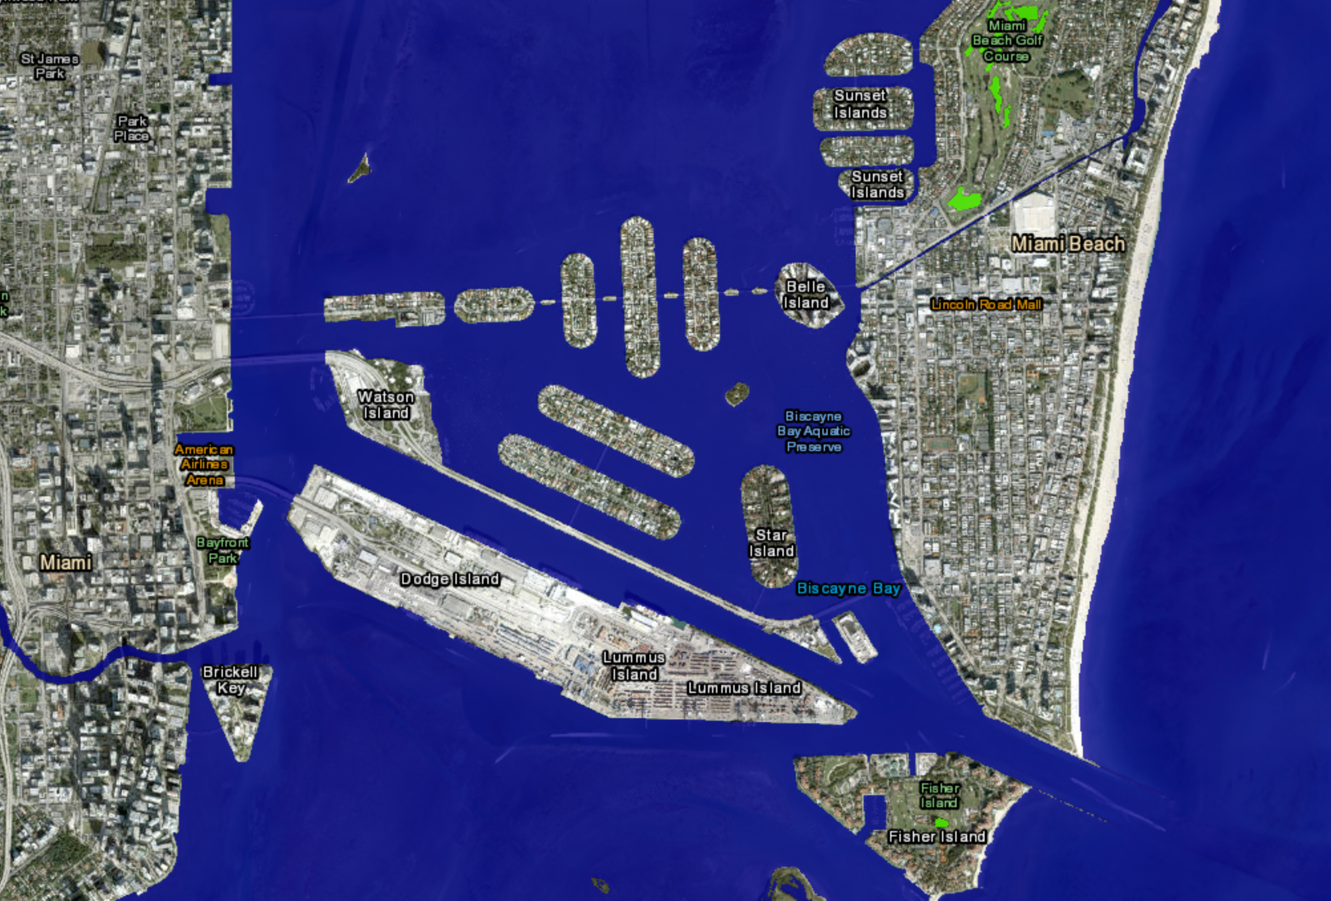 St James
Park
Park
Place
Miami
Beach Golf
Course
Sunset
Islands
Sunset
Islands
Miami Beach
Belle
Island
Lincoln Road Mall
Watson
Island
Biscayne
Bay Aquatic
Preserve
American
Airlines
Arena
Bayfront
Park
Miami
Dodge Island
Star
Island
Biscayne Bay
Brickell
Key
Lummus
Island
Lummus Island
Fisher
Island
Fisher Island